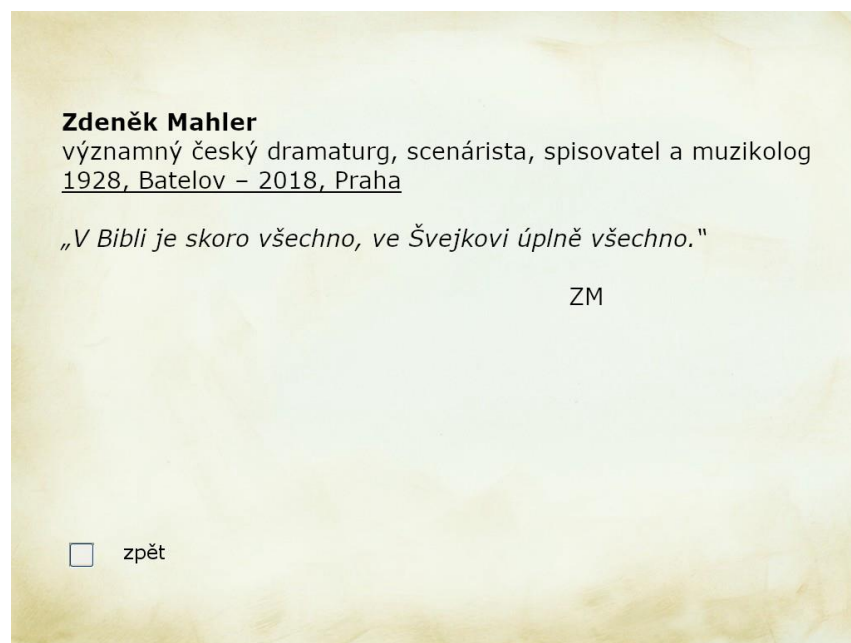 Zdeněk Mahler
významný český dramaturg, scenárista, spisovatel a muzikolog
1928, Batelov – 2018, Praha
„V Bibli je skoro všechno, ve Švejkovi úplně všechno.“
ZM
zpět